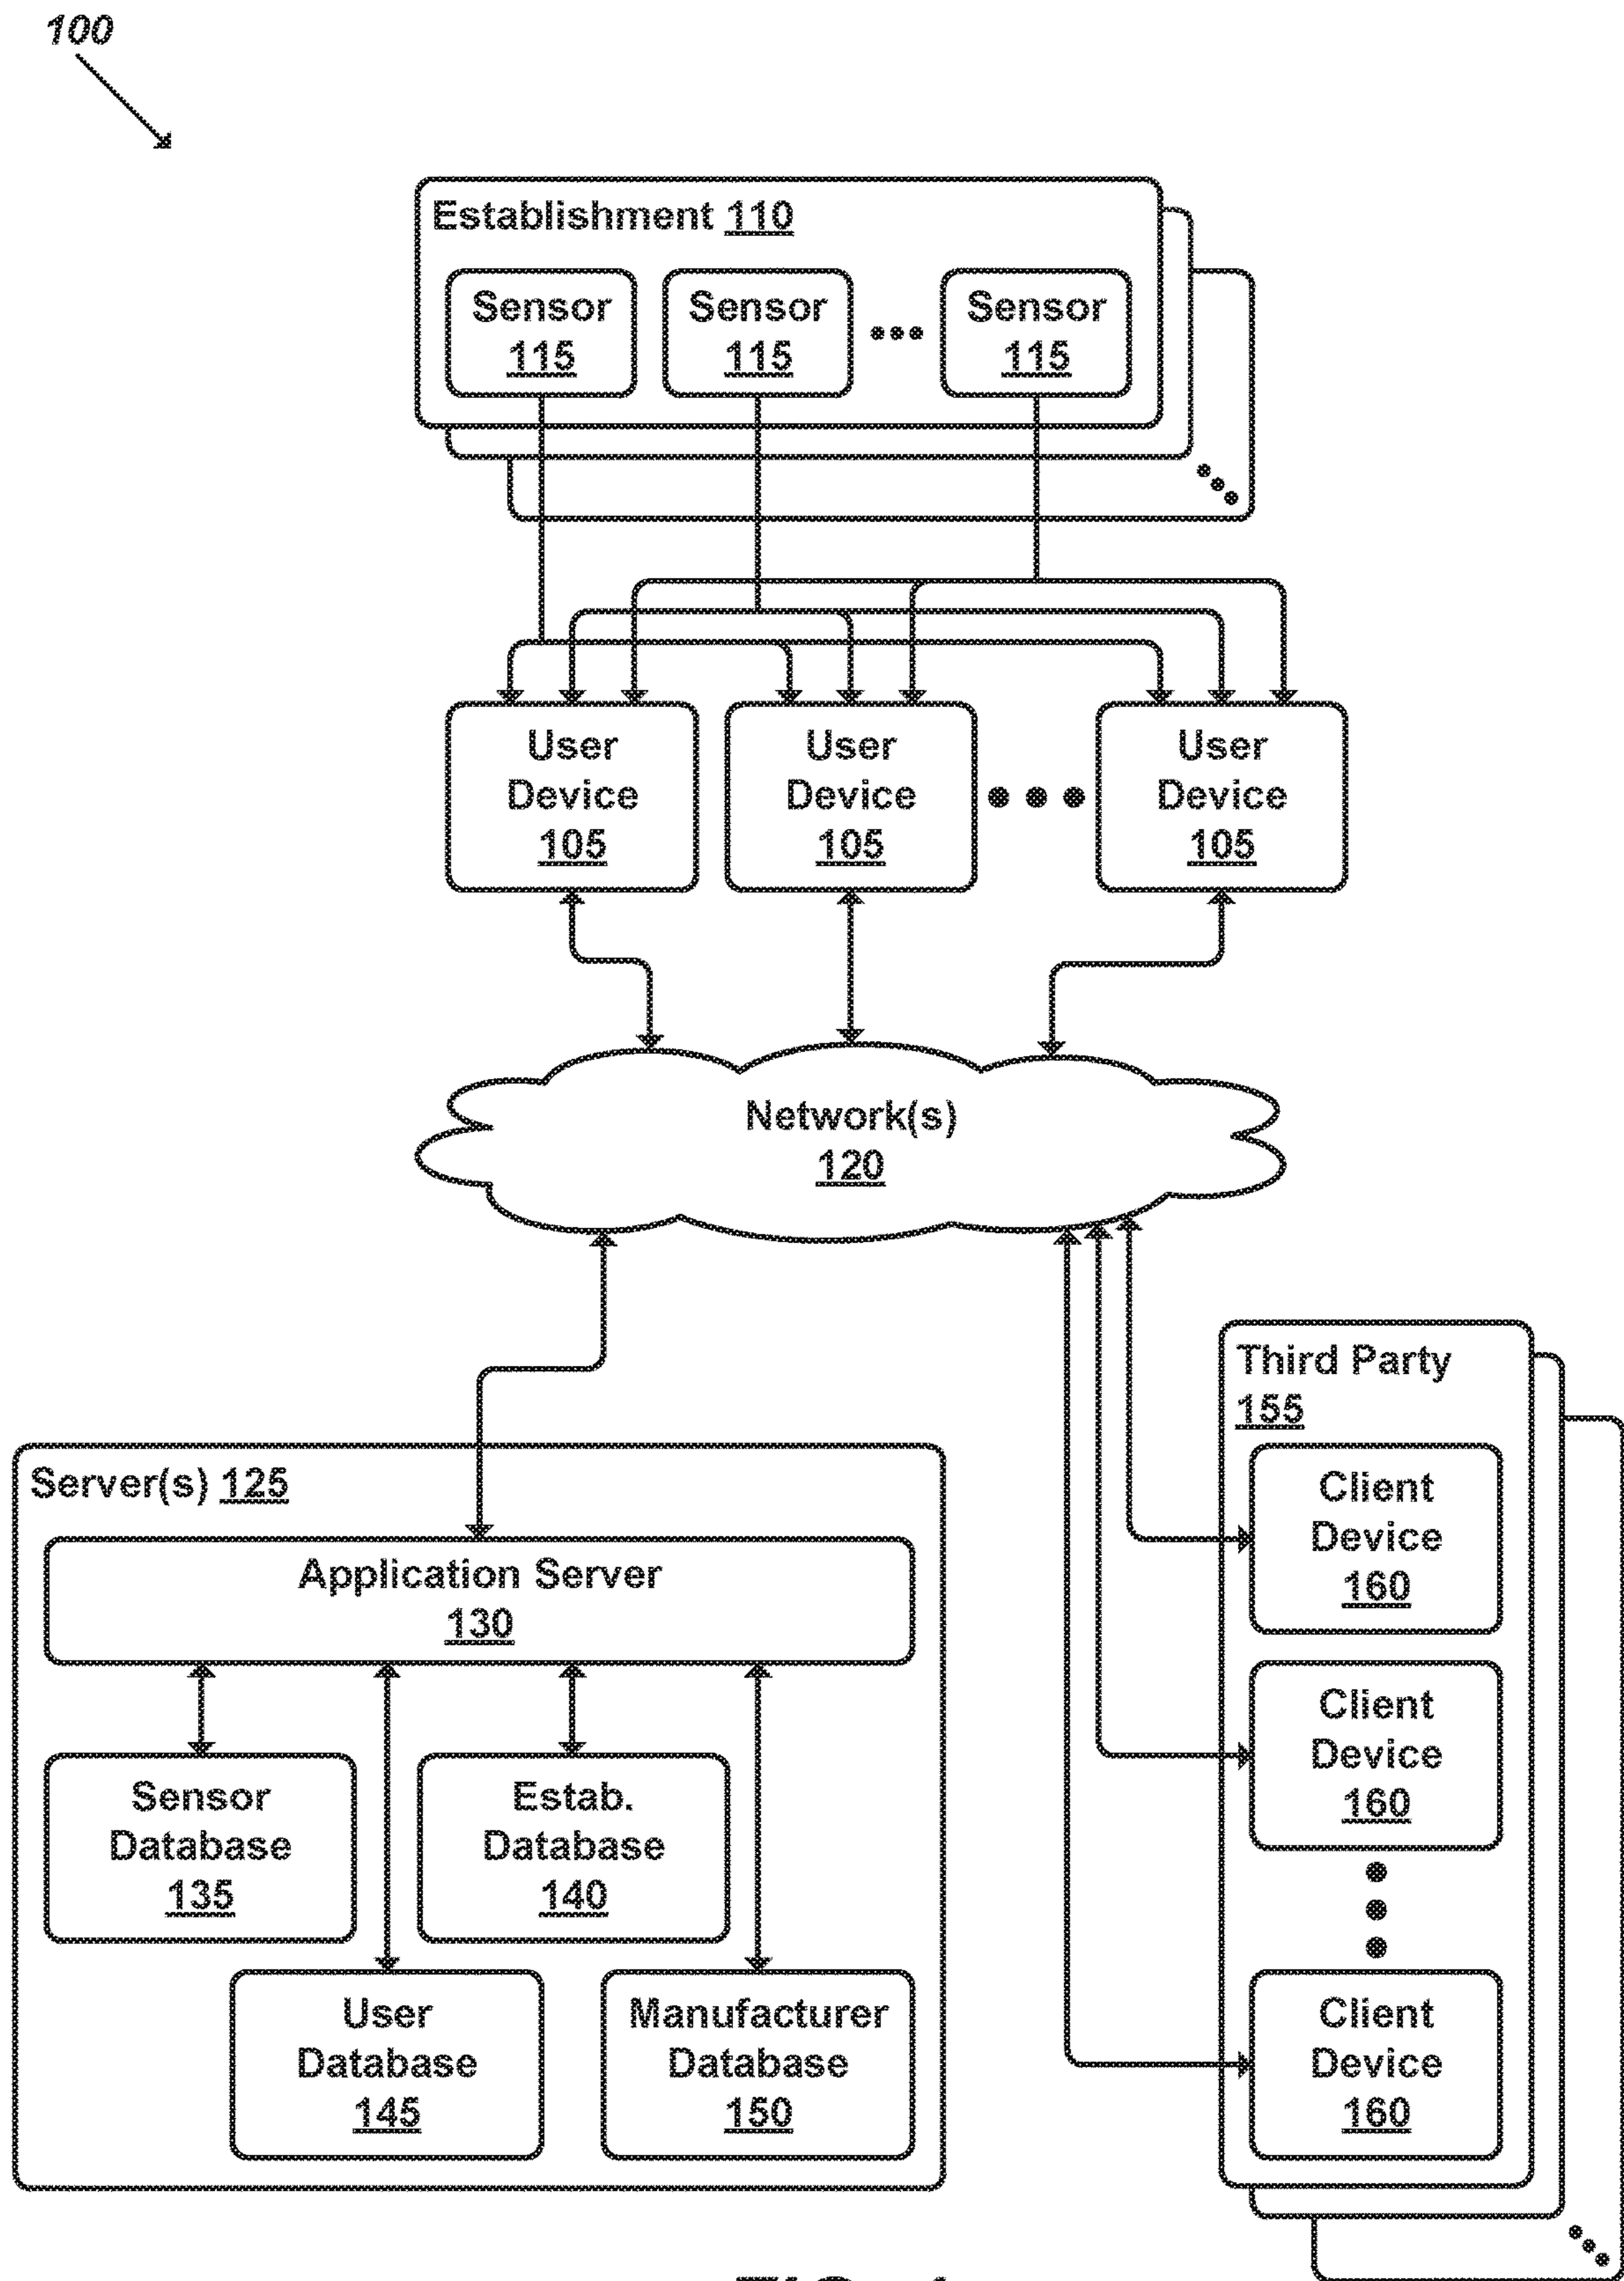 100
Establishment 110
Sensor
115
Sensor
115
Sensor
115
User
Device
105
User
Device
105
User
Device
105
Network(s)
120
Third Party
155
Client
Device
160
Client
Device
160
Client
Device
160
Server(s) 125
Application Server
130
Sensor
Database
135
Estab.
Database
140
User
Database
145
Manufacturer
Database
150